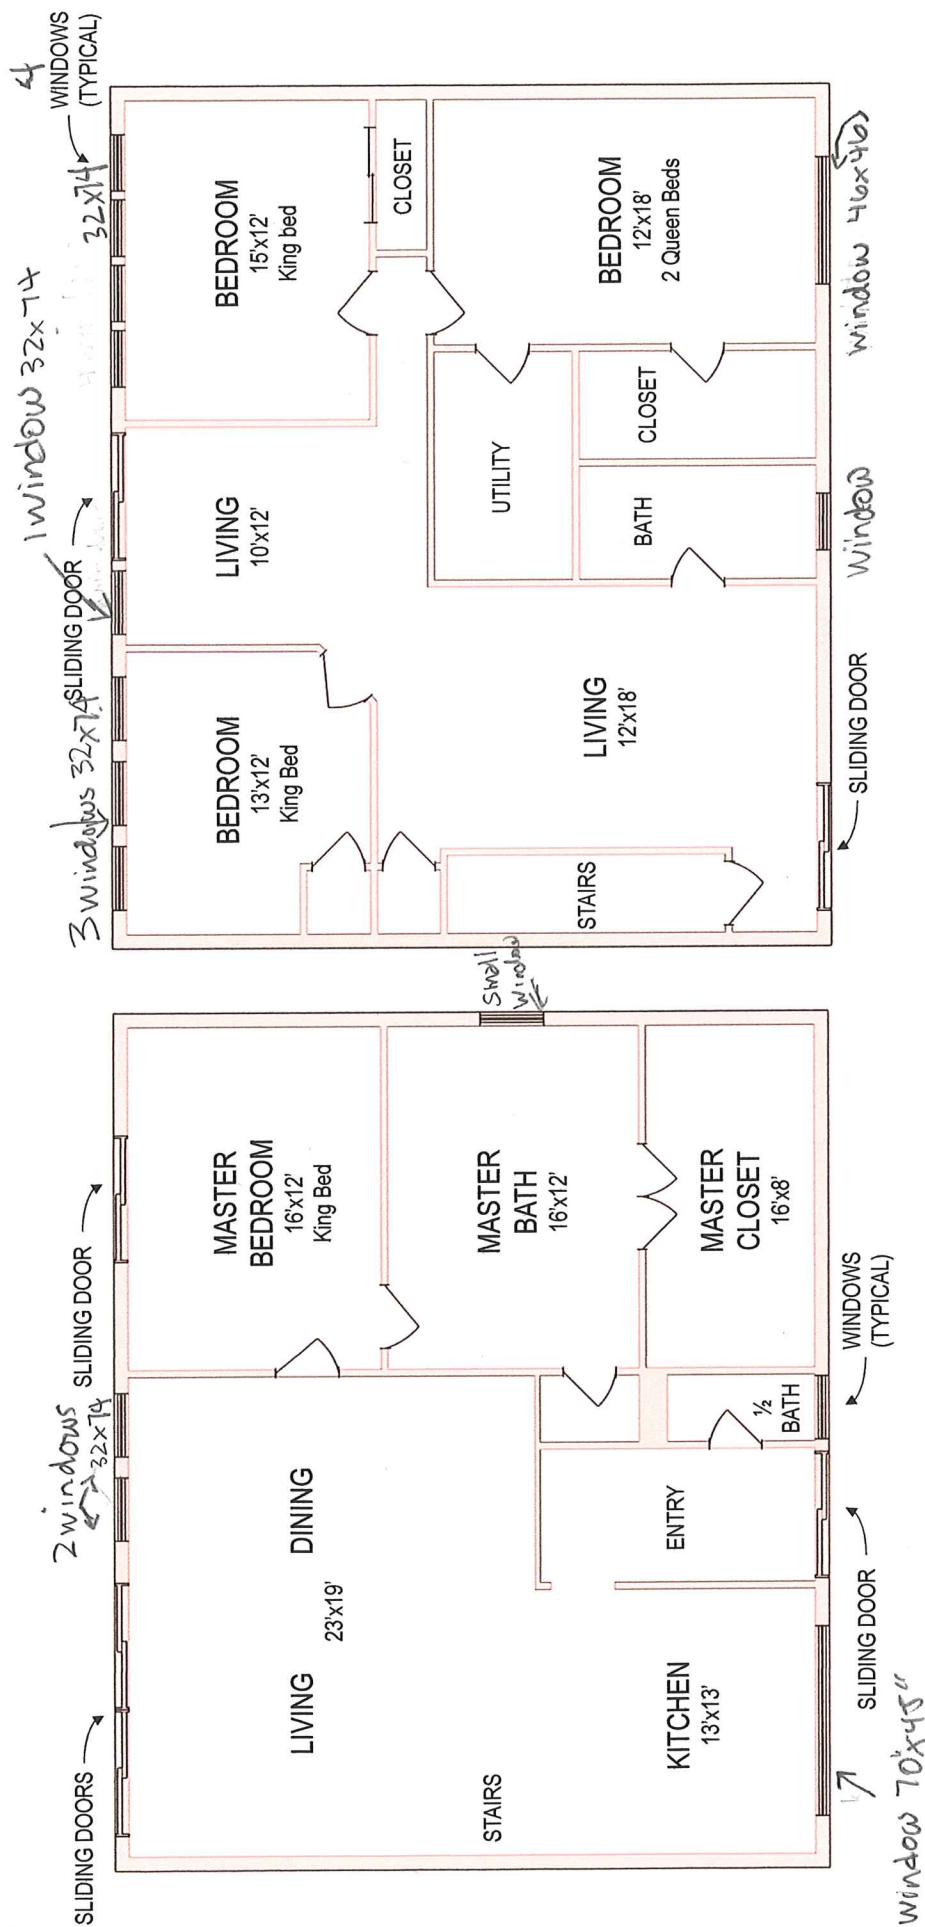 SLIDING DOORS
2 windows
32x74
SLIDING DOOR
LIVING
DINING
23'x19'
MASTER
BEDROOM
16'x12'
King Bed
STAIRS
MASTER
BATH
16'x12'
Small
Window
KITCHEN
13'x13'
ENTRY
½
BATH
MASTER
CLOSET
16'x8'
SLIDING DOOR
WINDOWS
(TYPICAL)
Window 70"x45"
3 windows 32x74
SLIDING DOOR
1 window 32x74
32x74
4
WINDOWS
(TYPICAL)
BEDROOM
13'x12'
King Bed
LIVING
10'x12'
BEDROOM
15'x12'
King bed
CLOSET
STAIRS
LIVING
12'x18'
UTILITY
BATH
CLOSET
BEDROOM
12'x18'
2 Queen Beds
SLIDING DOOR
Window
Window 46x46